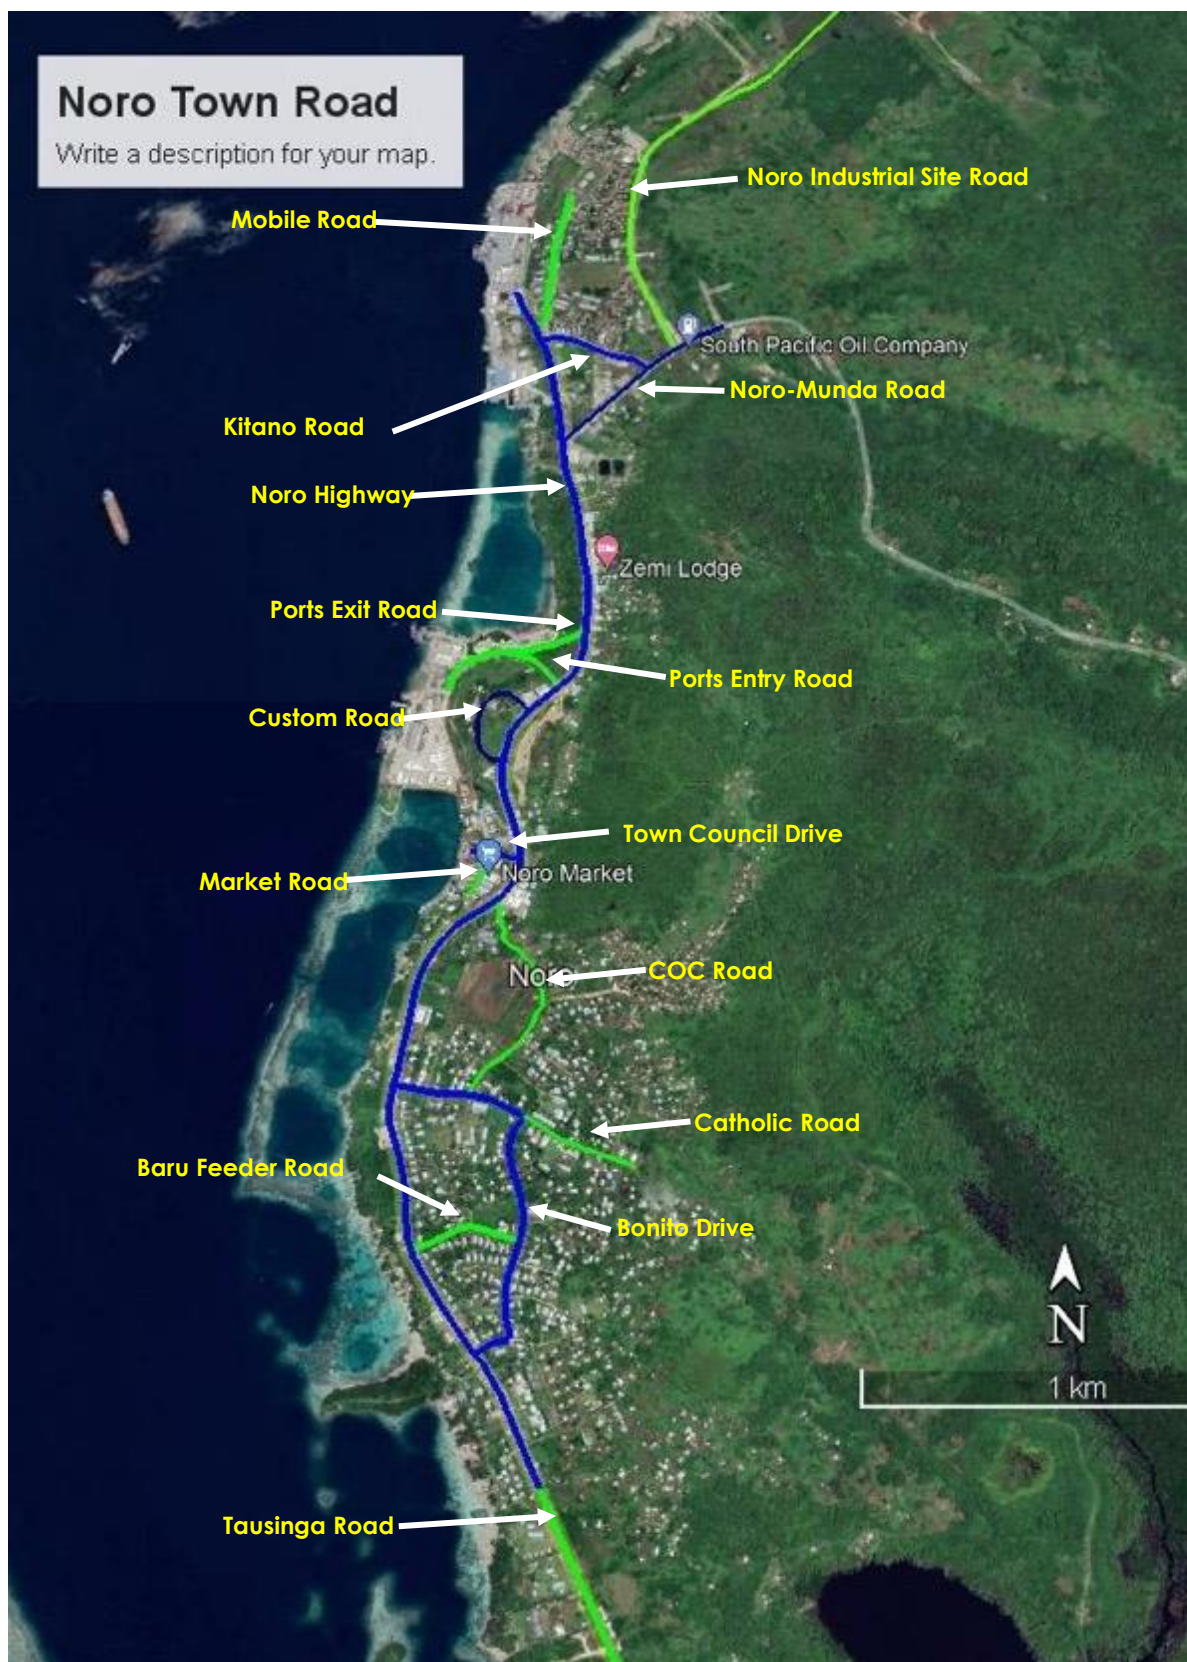 Noro Town Road
Write a description for your map.
Noro Industrial Site Road
Mobile Road
South Pacific Oil Company
Noro-Munda Road
Kitano Road
Noro Highway
Zemi Lodge
Ports Exit Road
Ports Entry Road
Custom Road
Town Council Drive
Noro Market
Market Road
COC Road
Noro
Catholic Road
Baru Feeder Road
Bonito Drive
N
1 km
Tausinga Road